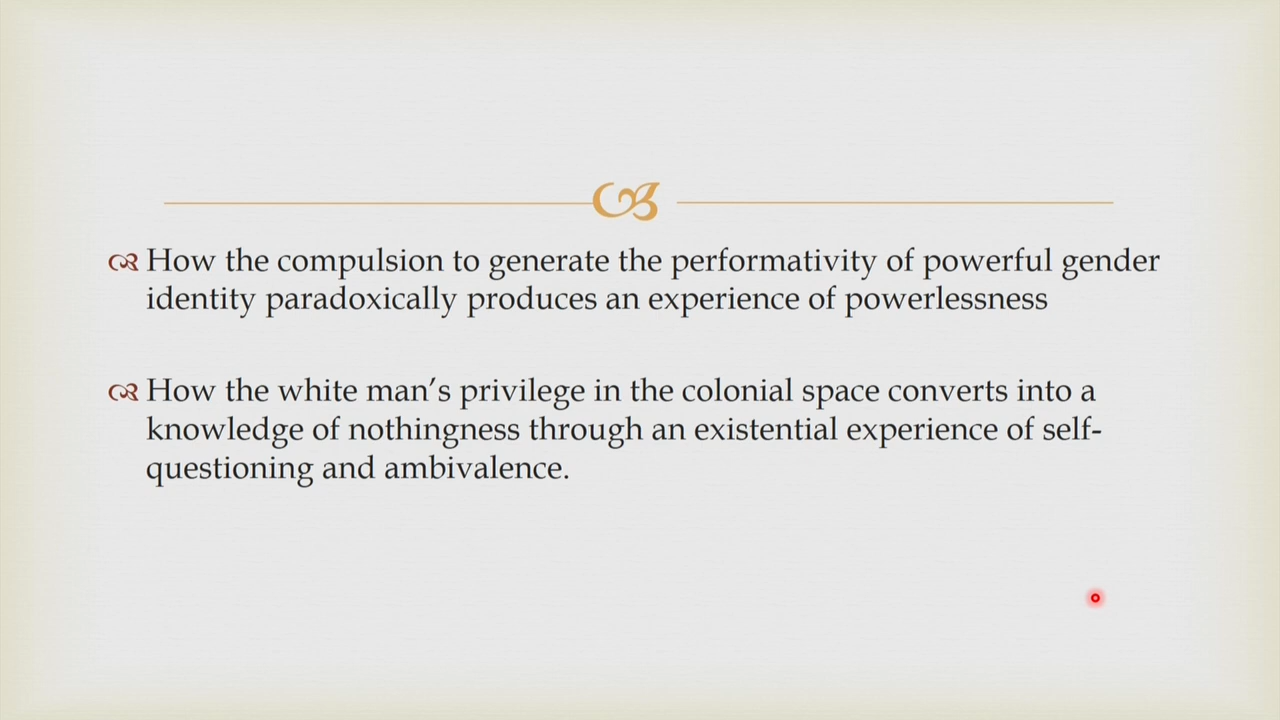 How the compulsion to generate the performativity of powerful gender
identity paradoxically produces an experience of powerlessness
How the white man's privilege in the colonial space converts into a
knowledge of nothingness through an existential experience of self-
questioning and ambivalence.